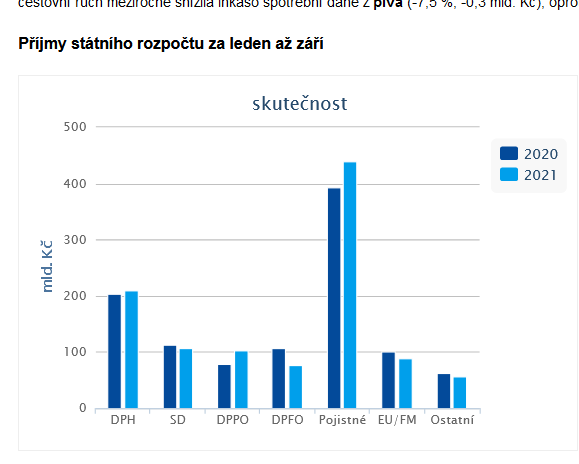 cestovní ruch meziročně snížila inkaso spotřební daně z piva (-7,5 %, -0,3 mld. Kč), opro
Příjmy státního rozpočtu za leden až září
skutečnost
500
400
300
200
100
0
mld. Kč
DPH SD DPPO DPFO Pojistné EU/FM Ostatní
2020
2021